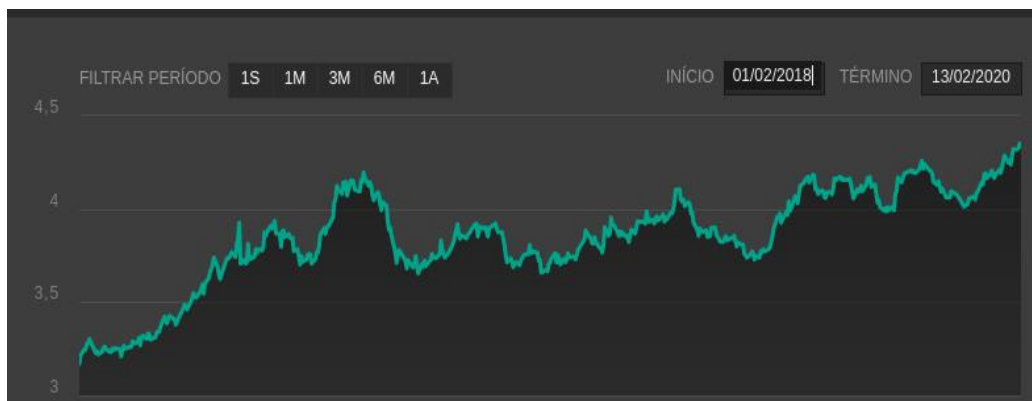 FILTRAR PERÍODO 1S 1M 3M 6M 1A INÍCIO 01/02/2018 TÉRMINO 13/02/2020
4,5
4
3,5
3